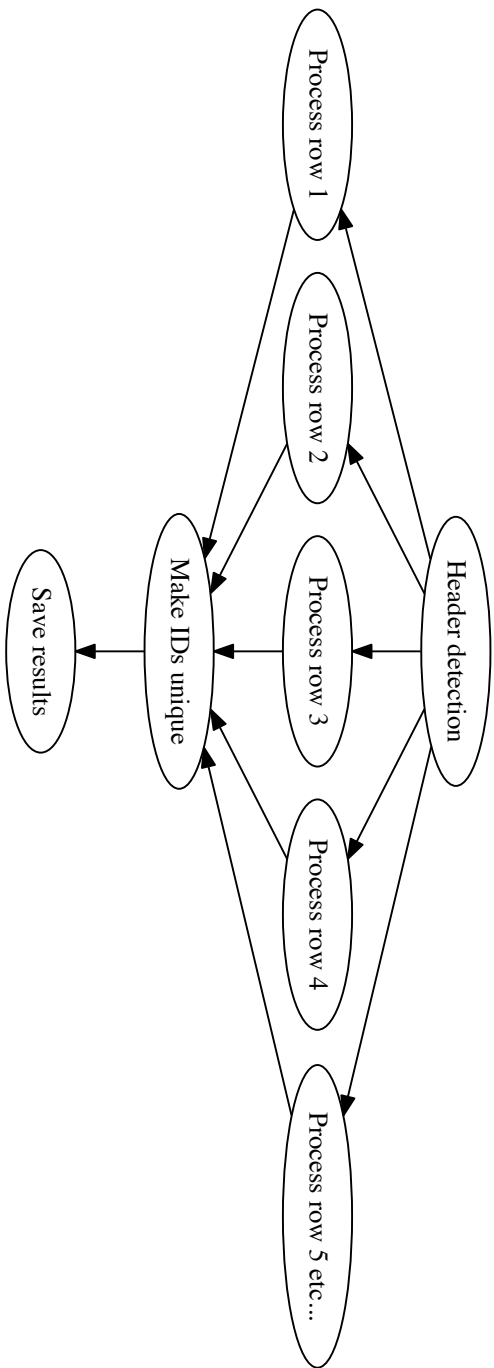 Header detection
Process row 1
Process row 2
Process row 3
Process row 4
Process row 5 etc...
Make IDs unique
Save results